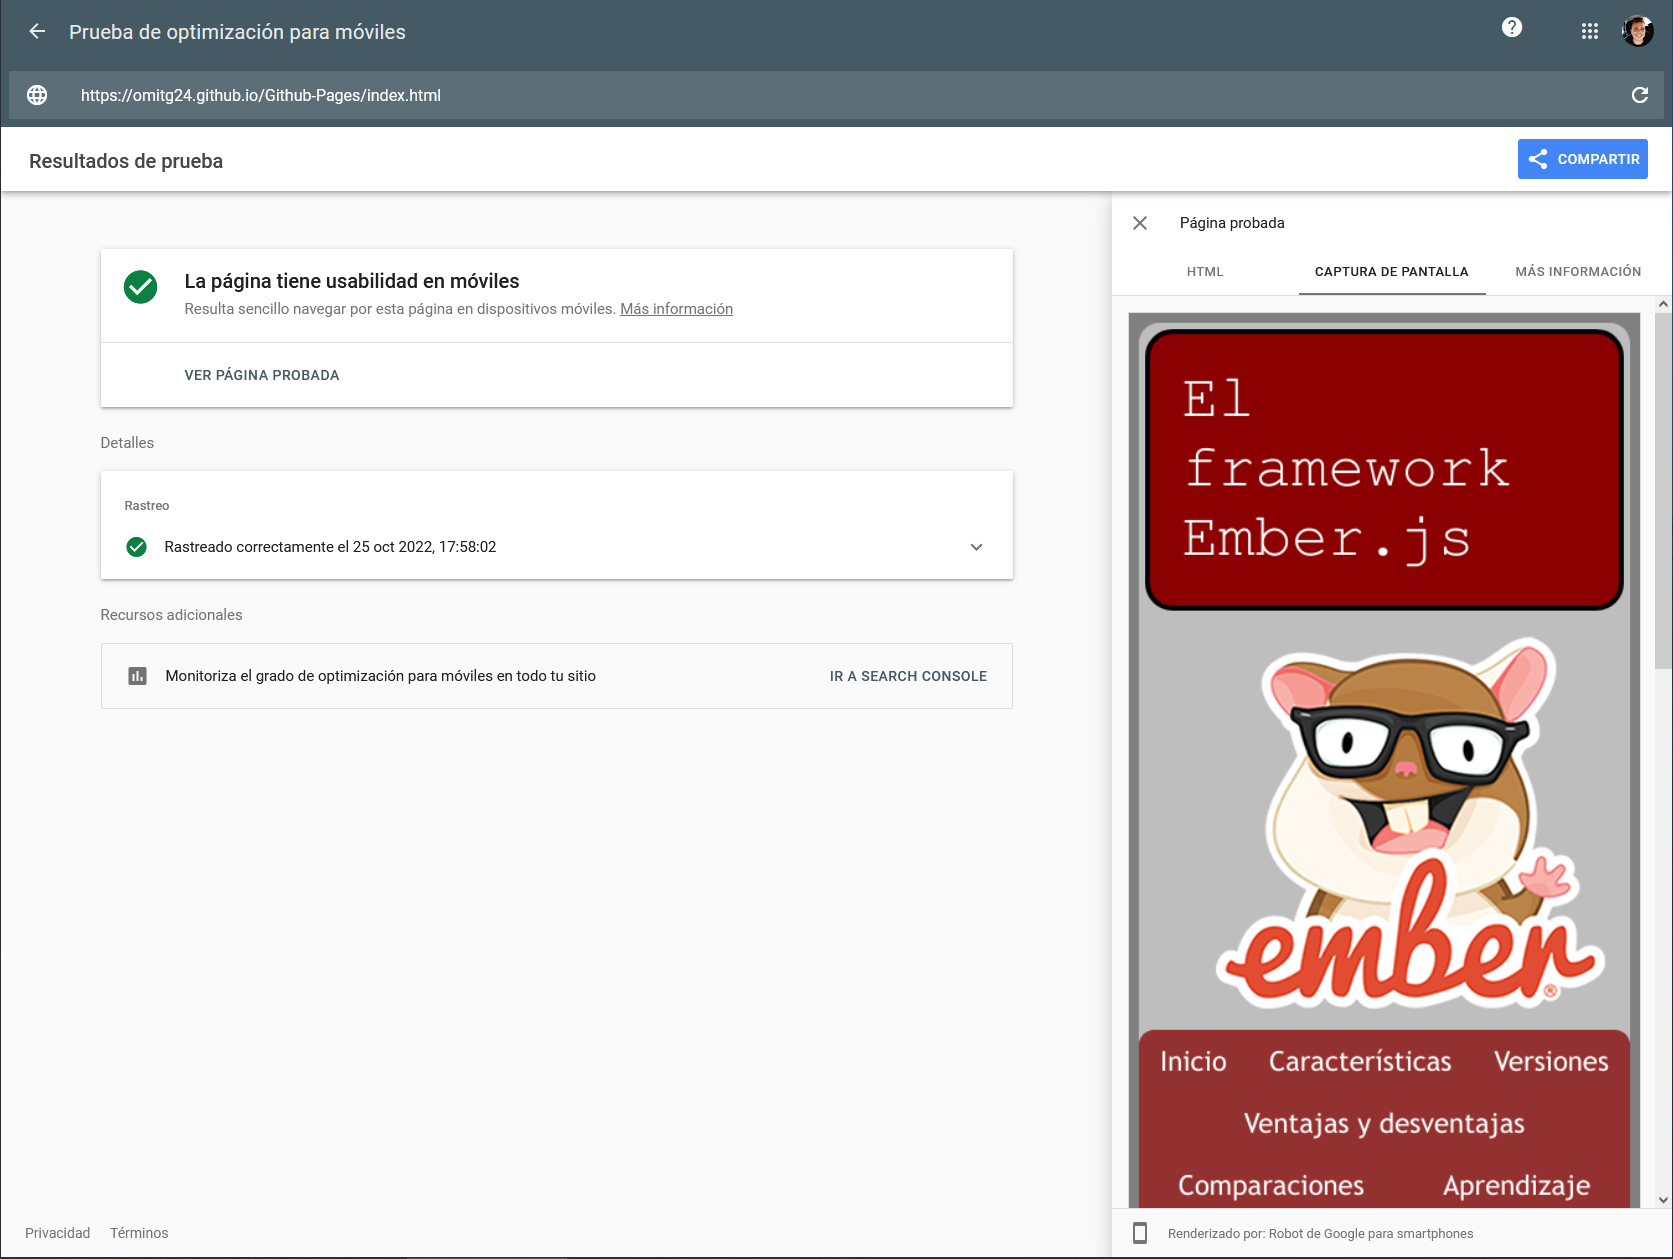 Prueba de optimización para móviles
https://omitg24.github.io/Github-Pages/index.html
Resultados de prueba
COMPARTIR
La página tiene usabilidad en móviles
Resulta sencillo navegar por esta página en dispositivos móviles. Más información
VER PÁGINA PROBADA
Detalles
Rastreo
Rastreado correctamente el 25 oct 2022, 17:58:02
Recursos adicionales
Monitoriza el grado de optimización para móviles en todo tu sitio
IR A SEARCH CONSOLE
Privacidad Términos
Página probada
HTML CAPTURA DE PANTALLA MÁS INFORMACIÓN
El
framework
Ember.js
ember®
Inicio Características Versiones
Ventajas y desventajas
Comparaciones Aprendizaje
Renderizado por: Robot de Google para smartphones